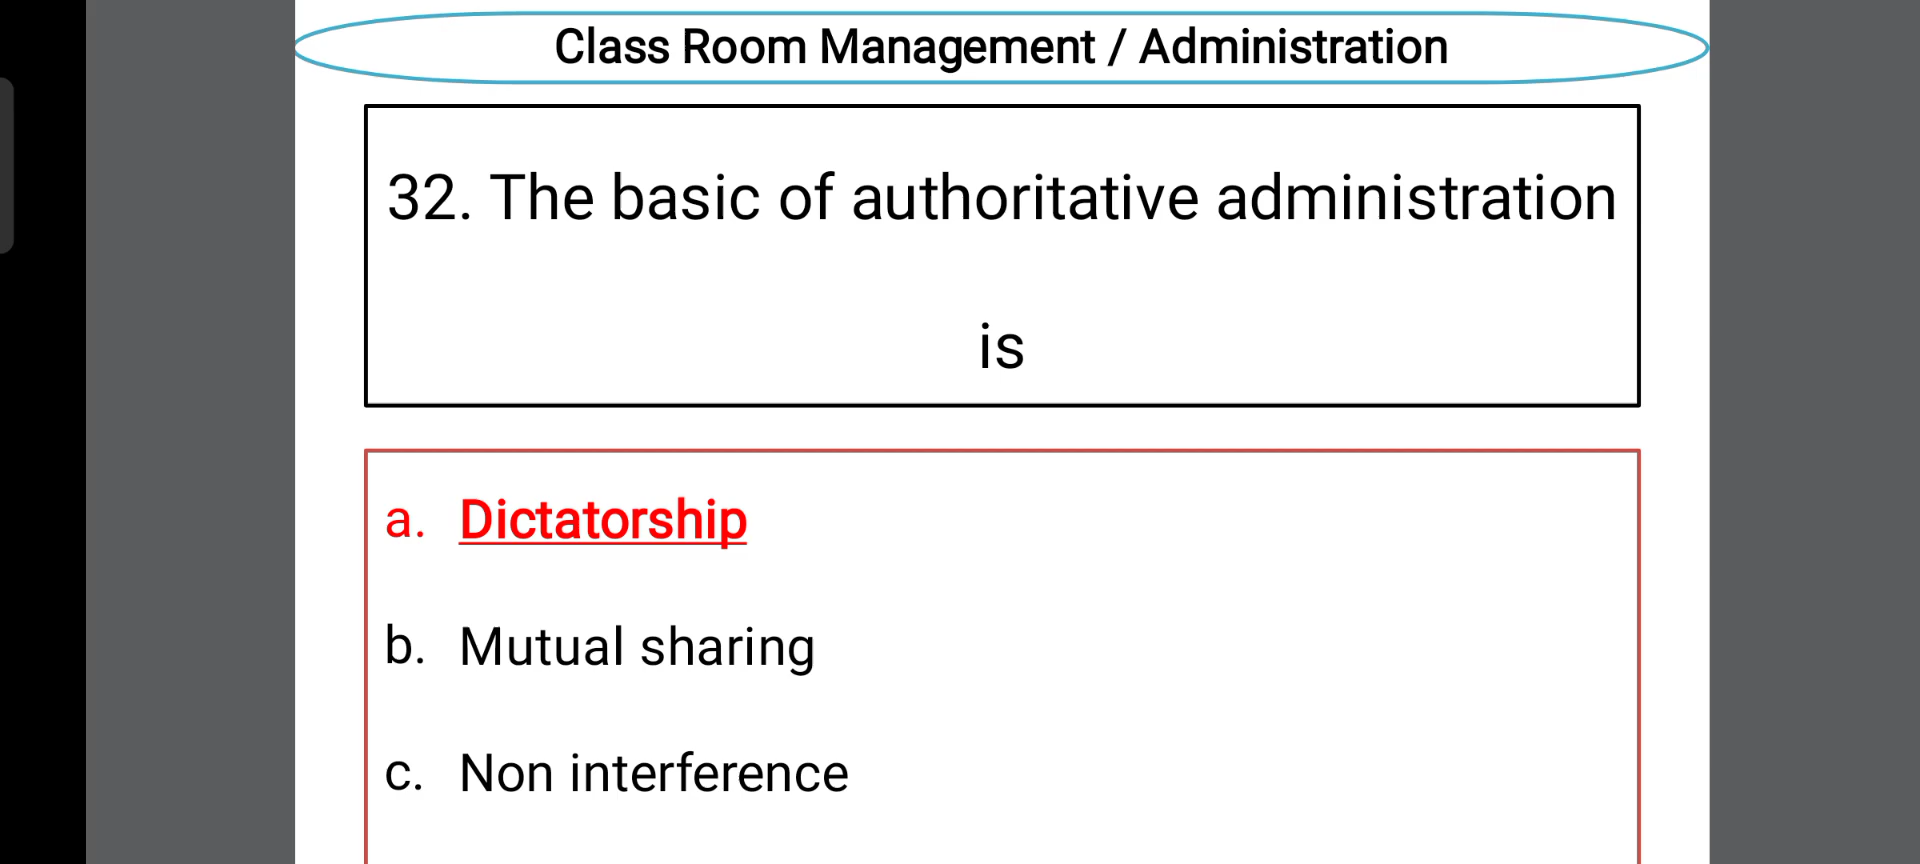 Class Room Management / Administration
32. The basic of authoritative administration
is
a. Dictatorship
b. Mutual sharing
c. Non interference